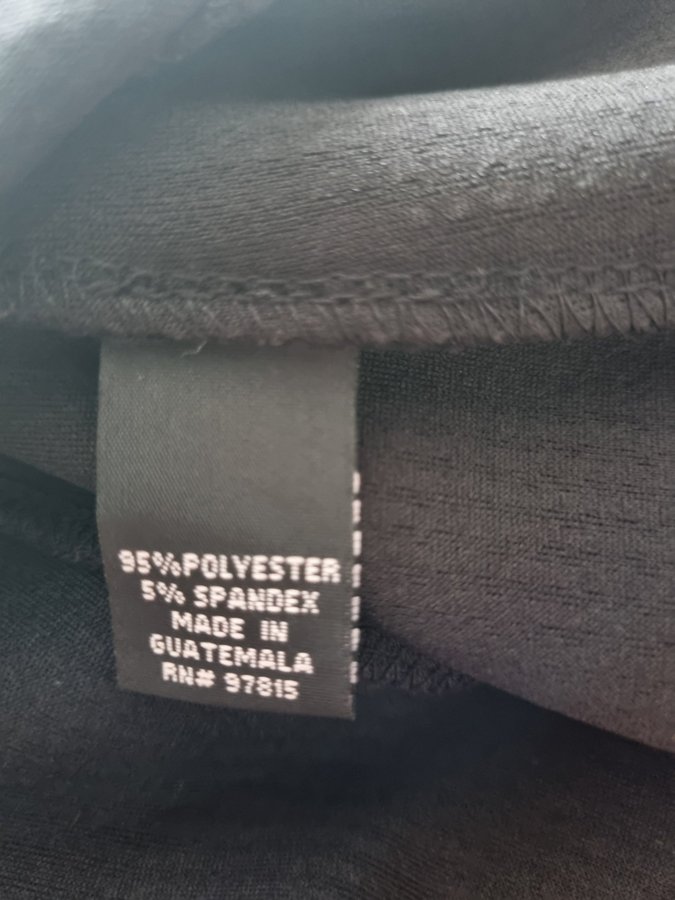 95%POLYESTER
5% SPANDEX
MADE IN
GUATEMALA
RN# 97815